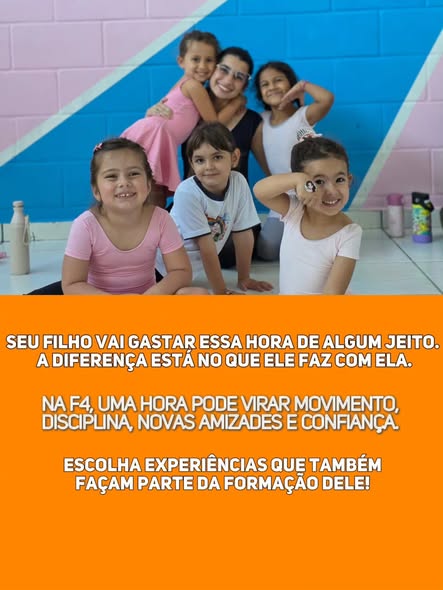 SEU FILHO VAI GASTAR ESSA HORA DE ALGUM JEITO.
A DIFERENÇA ESTÁ NO QUE ELE FAZ COM ELA.
NA F4, UMA HORA PODE VIRAR MOVIMENTO,
DISCIPLINA, NOVAS AMIZADES E CONFIANÇA.
ESCOLHA EXPERIÊNCIAS QUE TAMBÉM
FAÇAM PARTE DA FORMAÇÃO DELE!